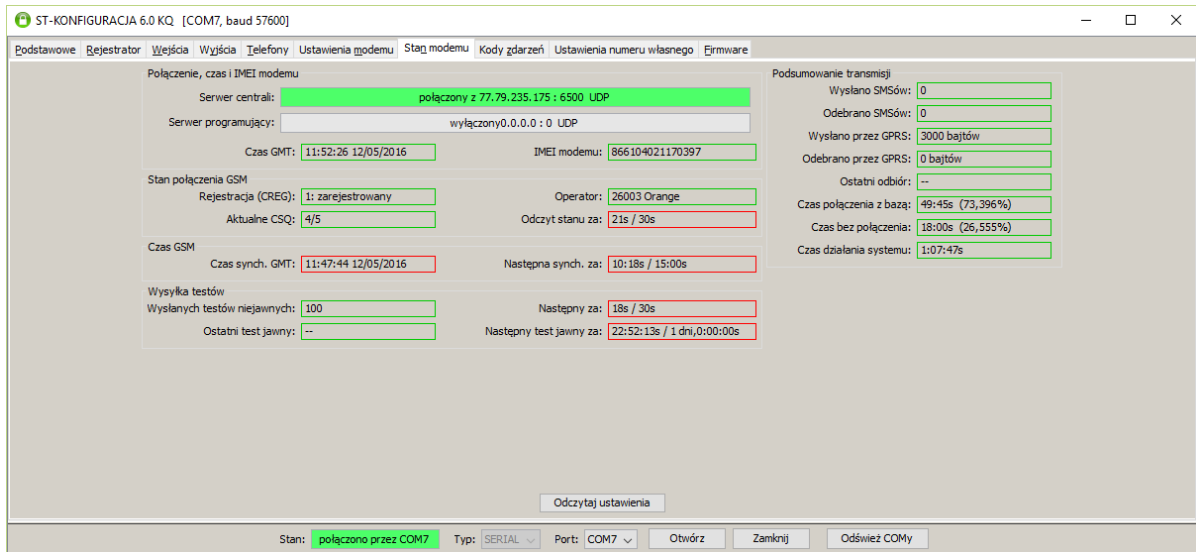 ST-KONFIGURACJA 6.0 KQ [COM7, baud 57600]
Podstawowe Rejestrator Wejścia Wyjścia Telefony Ustawienia modemu Stan modemu Kody zdarzeń Ustawienia numeru własnego Firmware
Połączenie, czas i IMEI modemu
Serwer centrali: połączony z 77.79.235.175 : 6500 UDP
Serwer programujący: wyłączony0.0.0.0 : 0 UDP
Czas GMT: 11:52:26 12/05/2016 IMEI modemu: 866104021170397
Stan połączenia GSM
Rejestracja (CREG): 1: zarejestrowany Operator: 26003 Orange
Aktualne CSQ: 4/5 Odczyt stanu za: 21s / 30s
Czas GSM
Czas synch. GMT: 11:47:44 12/05/2016 Następna synch. za: 10:18s / 15:00s
Wysyłka testów
Wysłanych testów niejawnych: 100 Następny za: 18s / 30s
Ostatni test jawny: -- Następny test jawny za: 22:52:13s / 1 dni,0:00:00s
Podsumowanie transmisji
Wysłano SMSów: 0
Odebrano SMSów: 0
Wysłano przez GPRS: 3000 bajtów
Odebrano przez GPRS: 0 bajtów
Ostatni odbiór: --
Czas połączenia z bazą: 49:45s (73,396%)
Czas bez połączenia: 18:00s (26,555%)
Czas działania systemu: 1:07:47s
Odczytaj ustawienia
Stan: połączono przez COM7 Typ: SERIAL Port: COM7 Otwórz Zamknij Odśwież COMy